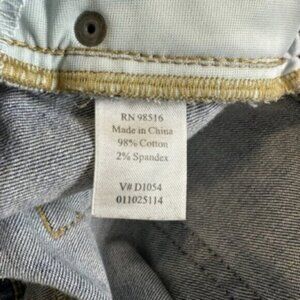 RN 98516
Made in China
98% Cotton
2% Spandex
V# D1054
011025114